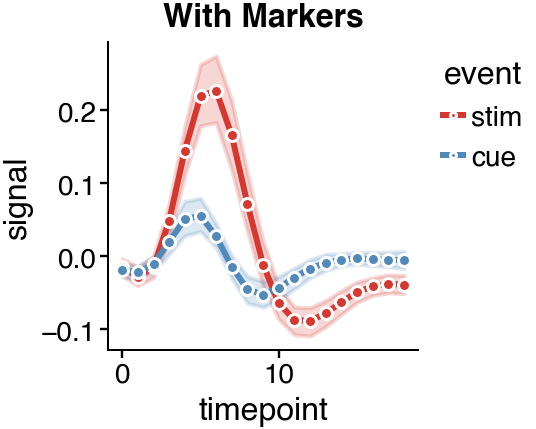 With Markers
event
stim
cue
signal
0.2
0.1
0.0
−0.1
0 10
timepoint